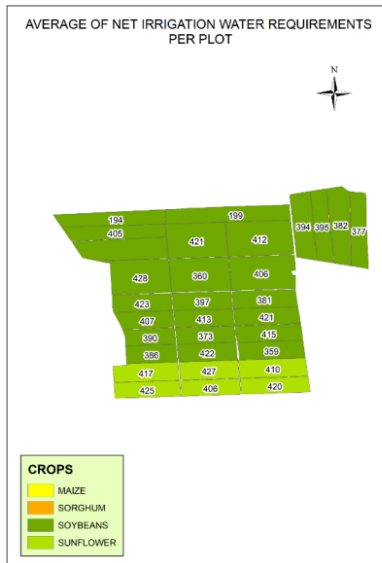 AVERAGE OF NET IRRIGATION WATER REQUIREMENTS
PER PLOT
N
194 199
405
421 412
394 395 382 377
428 360 406
423 397 381
407 413 421
390 373 415
386 422 359
417 427 410
425 406 420
CROPS
MAIZE
SORGHUM
SOYBEANS
SUNFLOWER